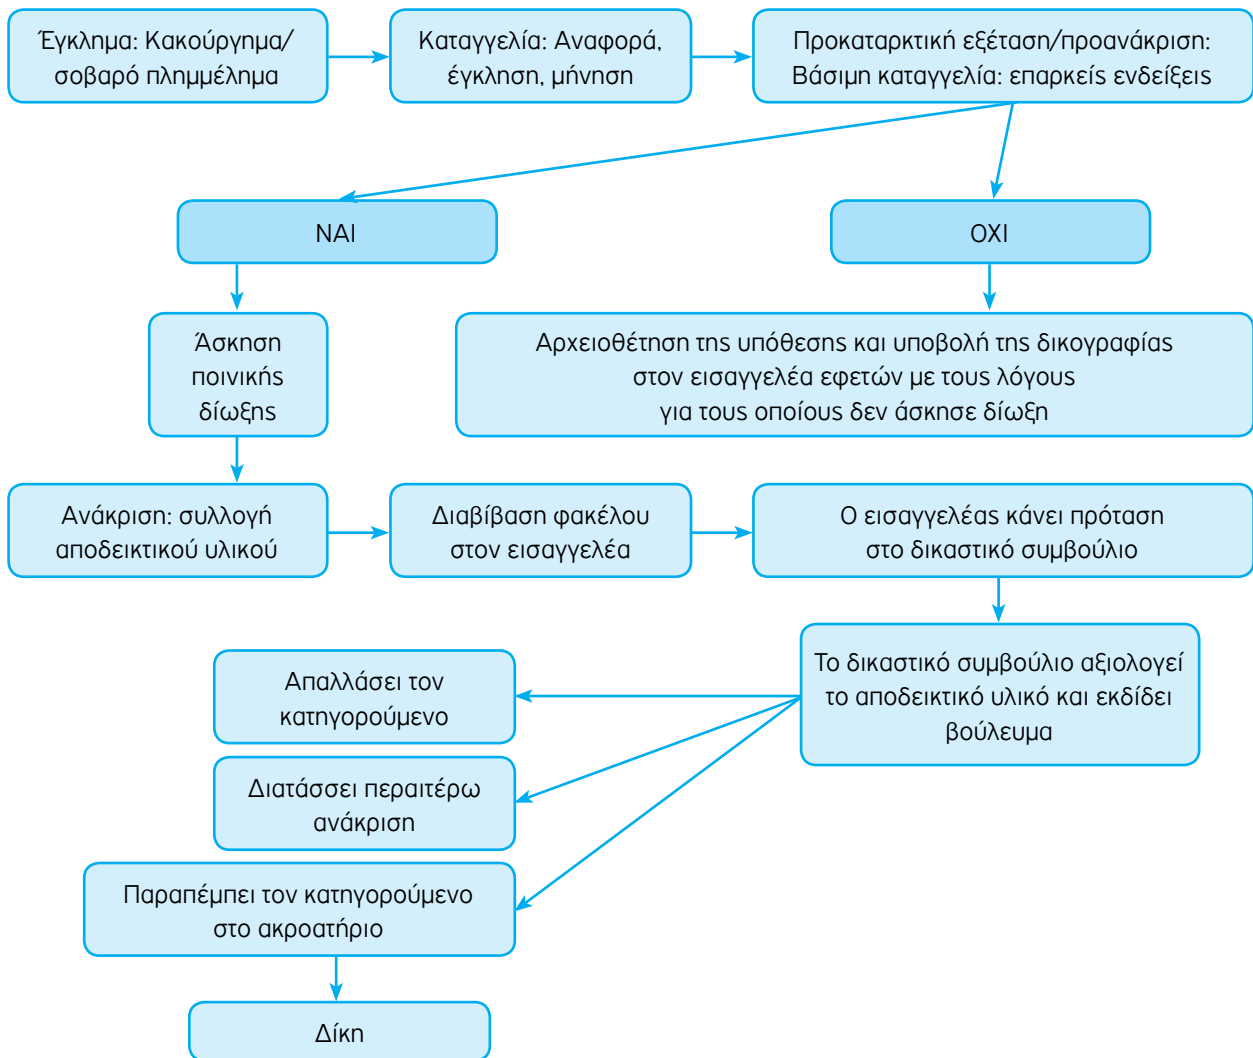 Έγκλημα: Κακούργημα/
σοβαρό πλημμέλημα
Καταγγελία: Αναφορά,
έγκληση, μήνυση
Προκαταρκτική εξέταση/προανάκριση:
Βάσιμη καταγγελία: επαρκείς ενδείξεις
ΝΑΙ
ΟΧΙ
Άσκηση
ποινικής
δίωξης
Αρχειοθέτηση της υπόθεσης και υποβολή της δικογραφίας
στον εισαγγελέα εφετών με τους λόγους
για τους οποίους δεν άσκησε δίωξη
Ανάκριση: συλλογή
αποδεικτικού υλικού
Διαβίβαση φακέλου
στον εισαγγελέα
Ο εισαγγελέας κάνει πρόταση
στο δικαστικό συμβούλιο
Το δικαστικό συμβούλιο αξιολογεί
το αποδεικτικό υλικό και εκδίδει
βούλευμα
Απαλλάσει τον
κατηγορούμενο
Διατάσσει περαιτέρω
ανάκριση
Παραπέμπει τον κατηγορούμενο
στο ακροατήριο
Δίκη